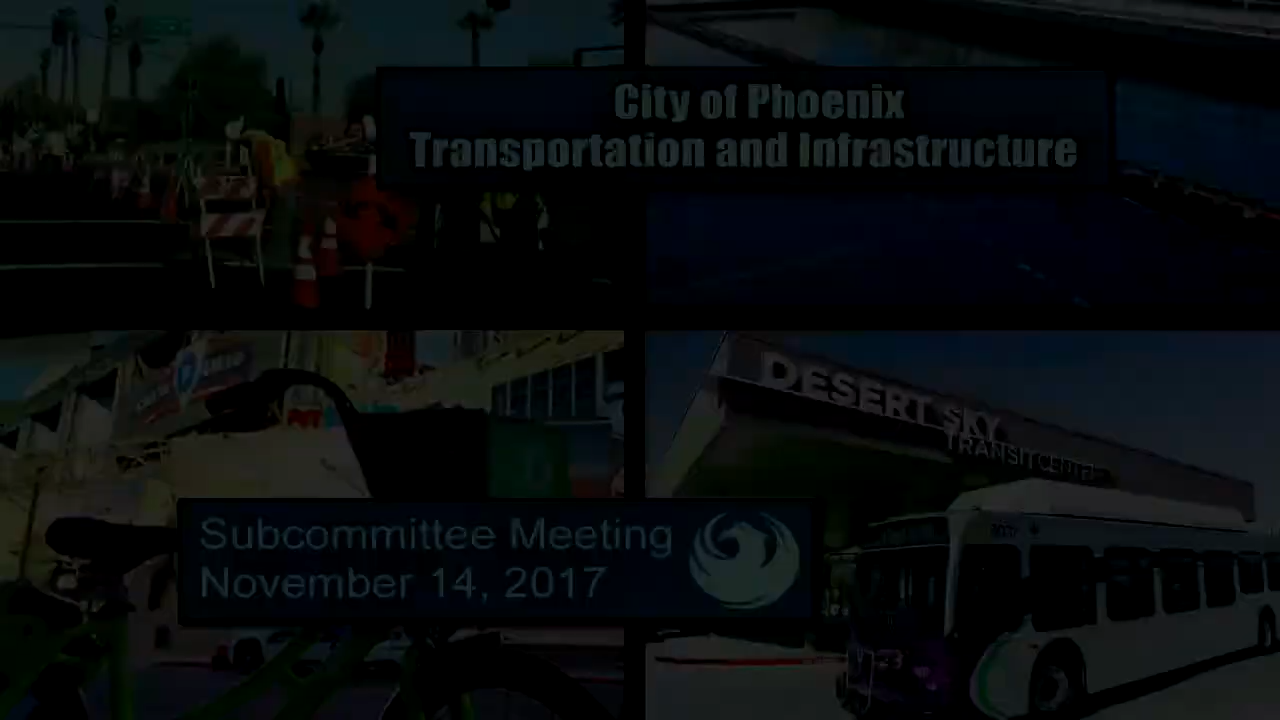 City of Phoenix
Transportation and Infrastructure
DESERT SKY
TRANSIT CENTER
Subcommittee Meeting
November 14, 2017